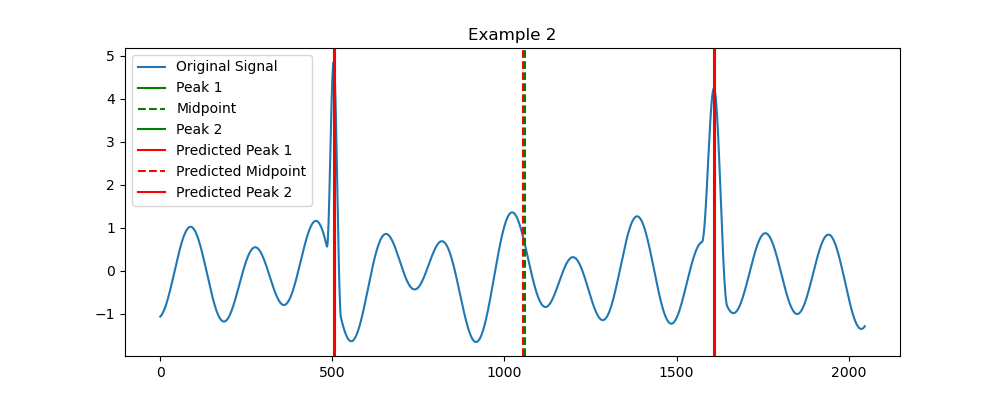 Example 2
5
4
3
2
1
0
−1
Original Signal
Peak 1
Midpoint
Peak 2
Predicted Peak 1
Predicted Midpoint
Predicted Peak 2
0 500 1000 1500 2000